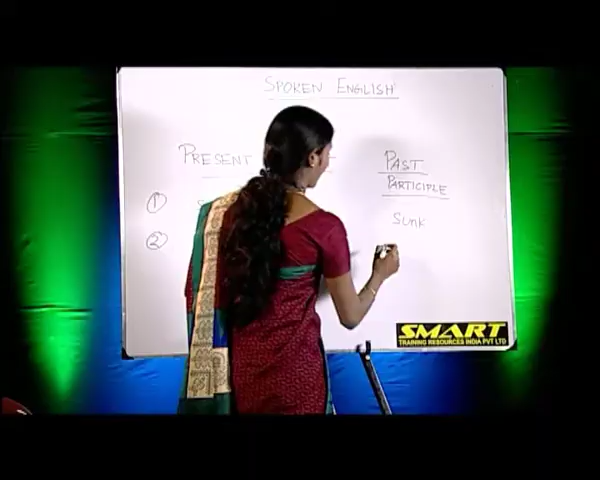 SPOKEN ENGLISH
PRESENT
PAST
PARTICIPLE
1
Sunk
2
SMART
TRAINING RESOURCES INDIA PVT LTD